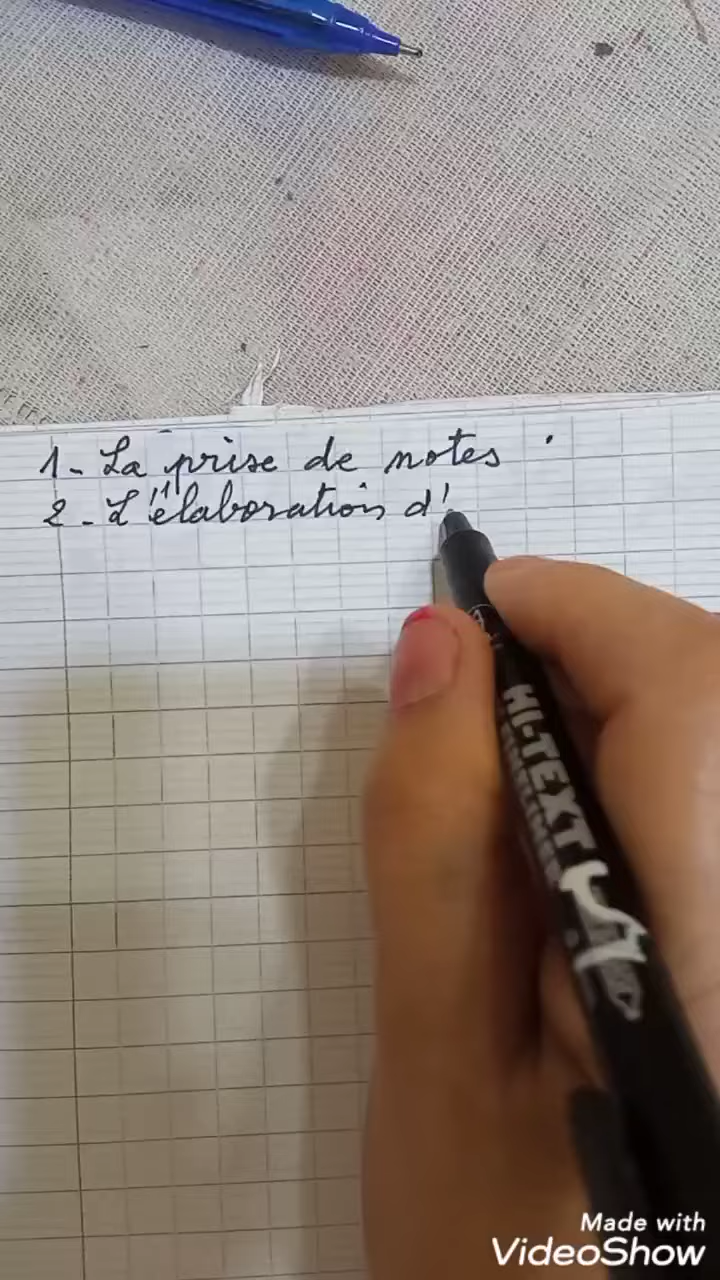 1- La prise de notes :
2- L'élaboration d'
HI-TEXT
Made with
VideoShow